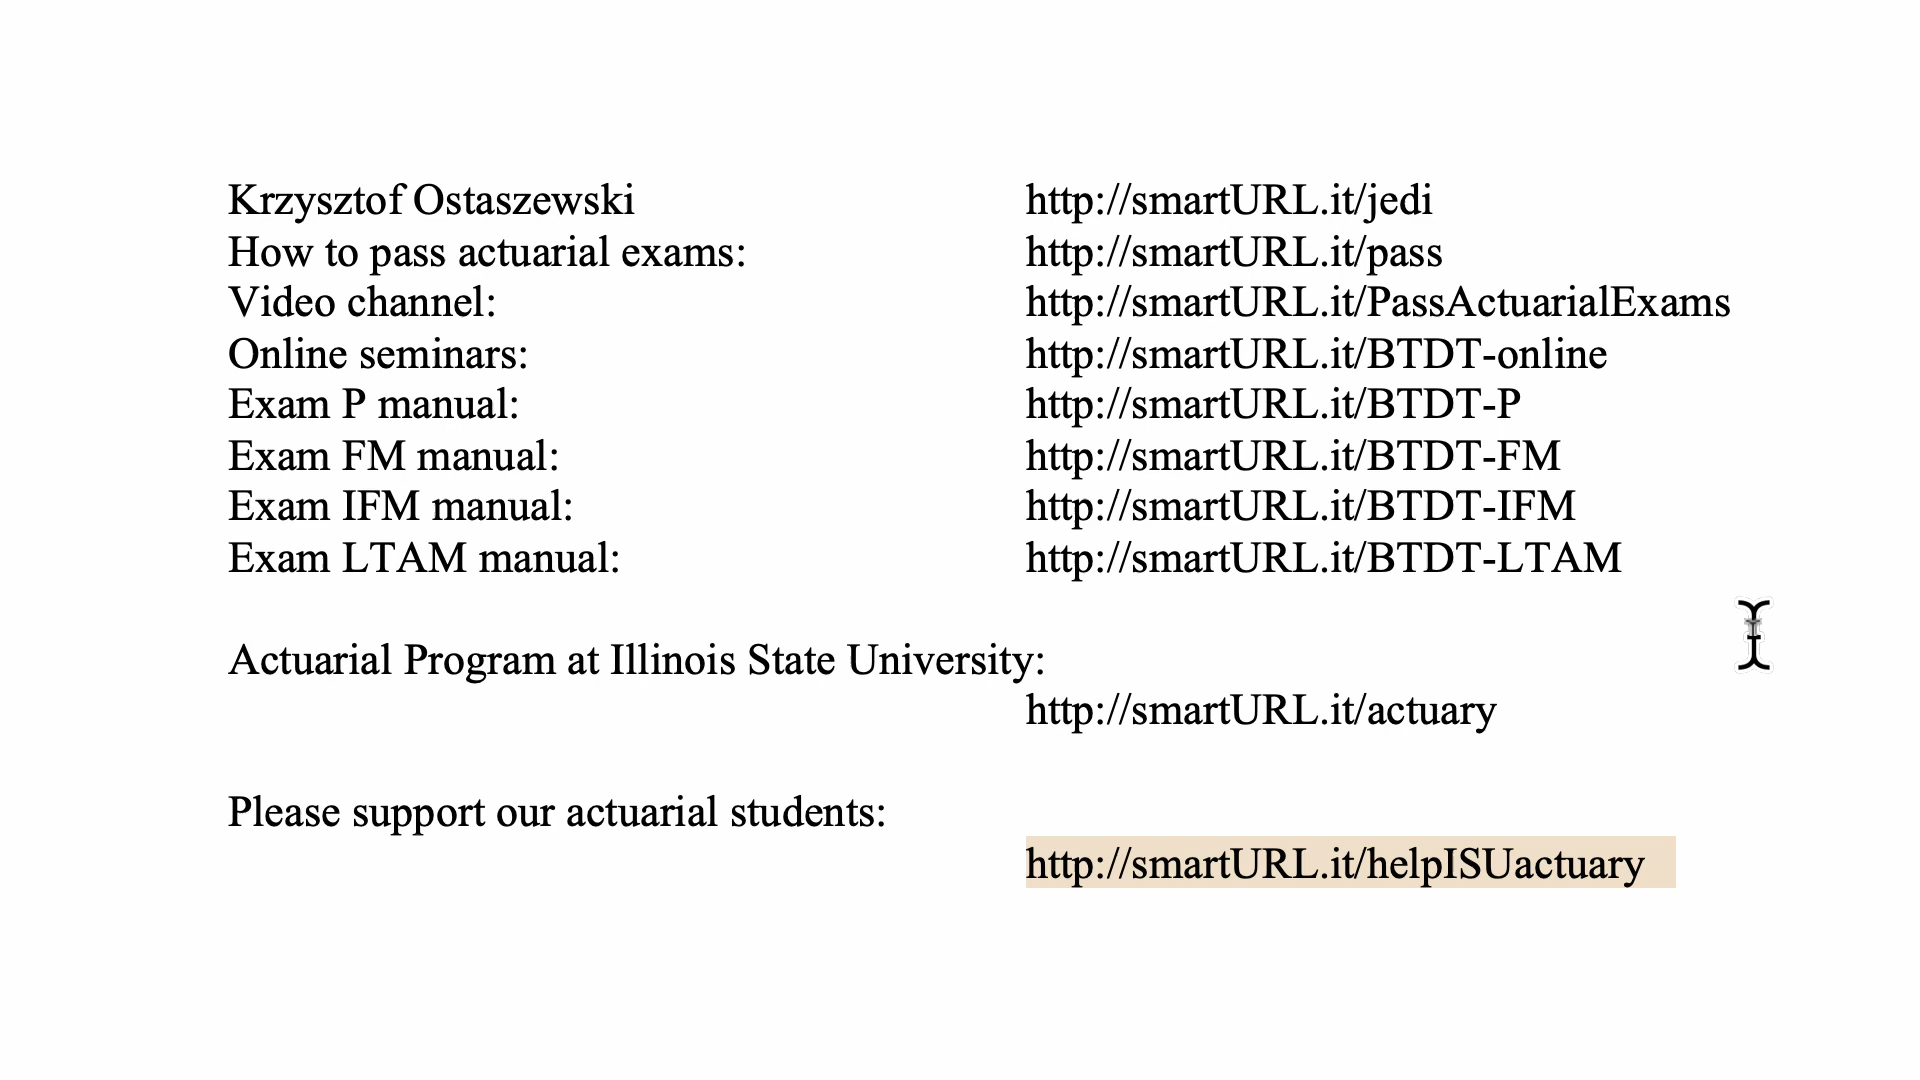 Krzysztof Ostaszewski http://smartURL.it/jedi
How to pass actuarial exams: http://smartURL.it/pass
Video channel: http://smartURL.it/PassActuarialExams
Online seminars: http://smartURL.it/BTDT-online
Exam P manual: http://smartURL.it/BTDT-P
Exam FM manual: http://smartURL.it/BTDT-FM
Exam IFM manual: http://smartURL.it/BTDT-IFM
Exam LTAM manual: http://smartURL.it/BTDT-LTAM
Actuarial Program at Illinois State University:
http://smartURL.it/actuary
Please support our actuarial students:
http://smartURL.it/helpISUactuary